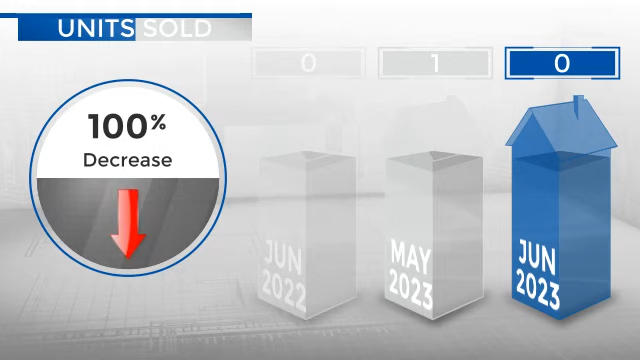 UNITS SOLD
0
1
0
100%
Decrease
JUN
2022
MAY
2023
JUN
2023